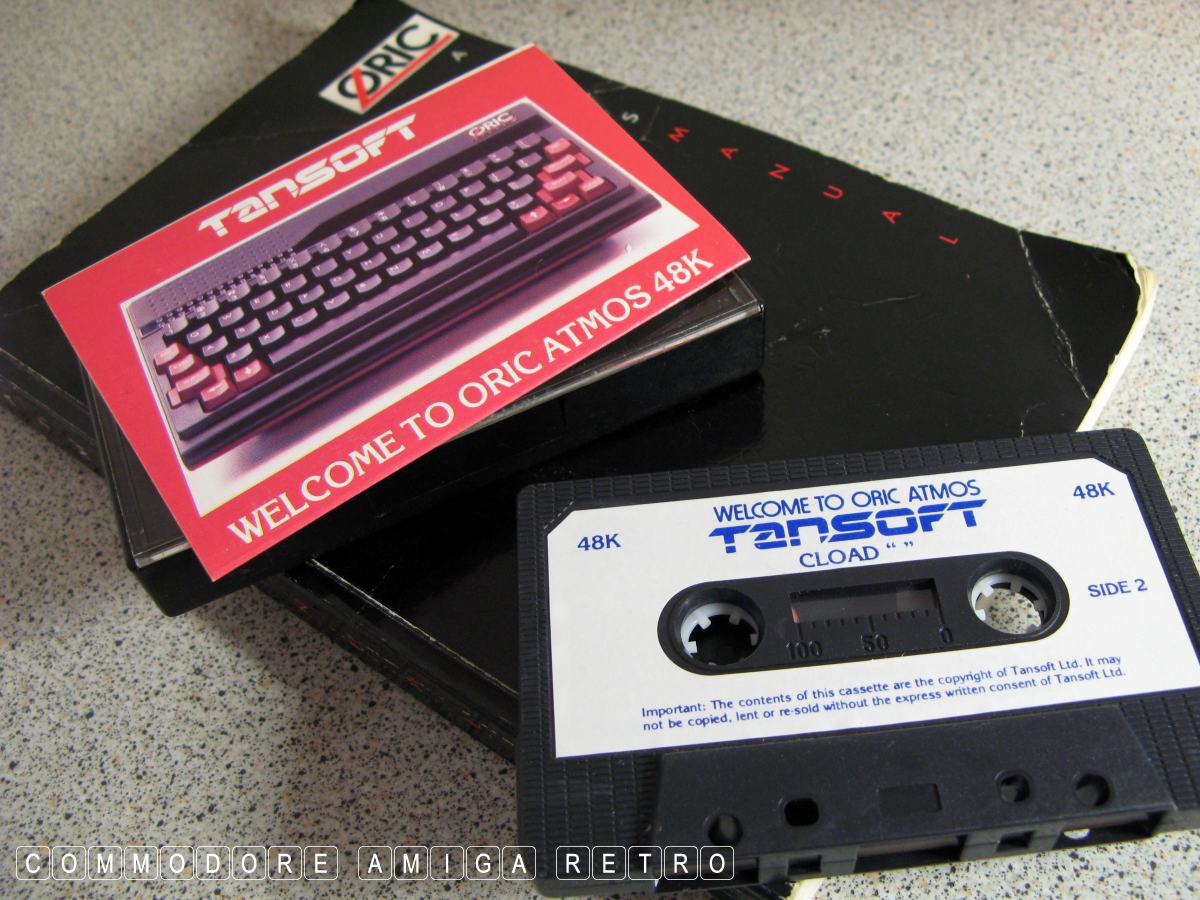 ORIC
A
S MANUAL
TANSOFT
ORIC
WELCOME TO ORIC ATMOS 48K
WELCOME TO ORIC ATMOS
48K
TANSOFT
48K
CLOAD “ ”
SIDE 2
100 50 0
Important: The contents of this cassette are the copyright of Tansoft Ltd. It may
not be copied, lent or re-sold without the express written consent of Tansoft Ltd.
COMMODORE AMIGA RETRO